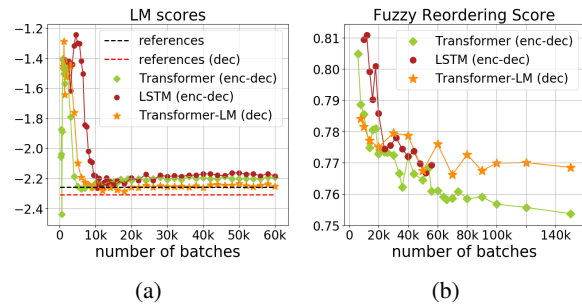 LM scores
−1.2
−1.4
−1.6
−1.8
−2.0
−2.2
−2.4
references
references (dec)
Transformer (enc-dec)
LSTM (enc-dec)
Transformer-LM (dec)
0 10k 20k 30k 40k 50k 60k
number of batches
(a)
Fuzzy Reordering Score
0.81
0.80
0.79
0.78
0.77
0.76
0.75
Transformer (enc-dec)
LSTM (enc-dec)
Transformer-LM (dec)
0 20k 40k 60k 80k 100k 120k 140k
number of batches
(b)